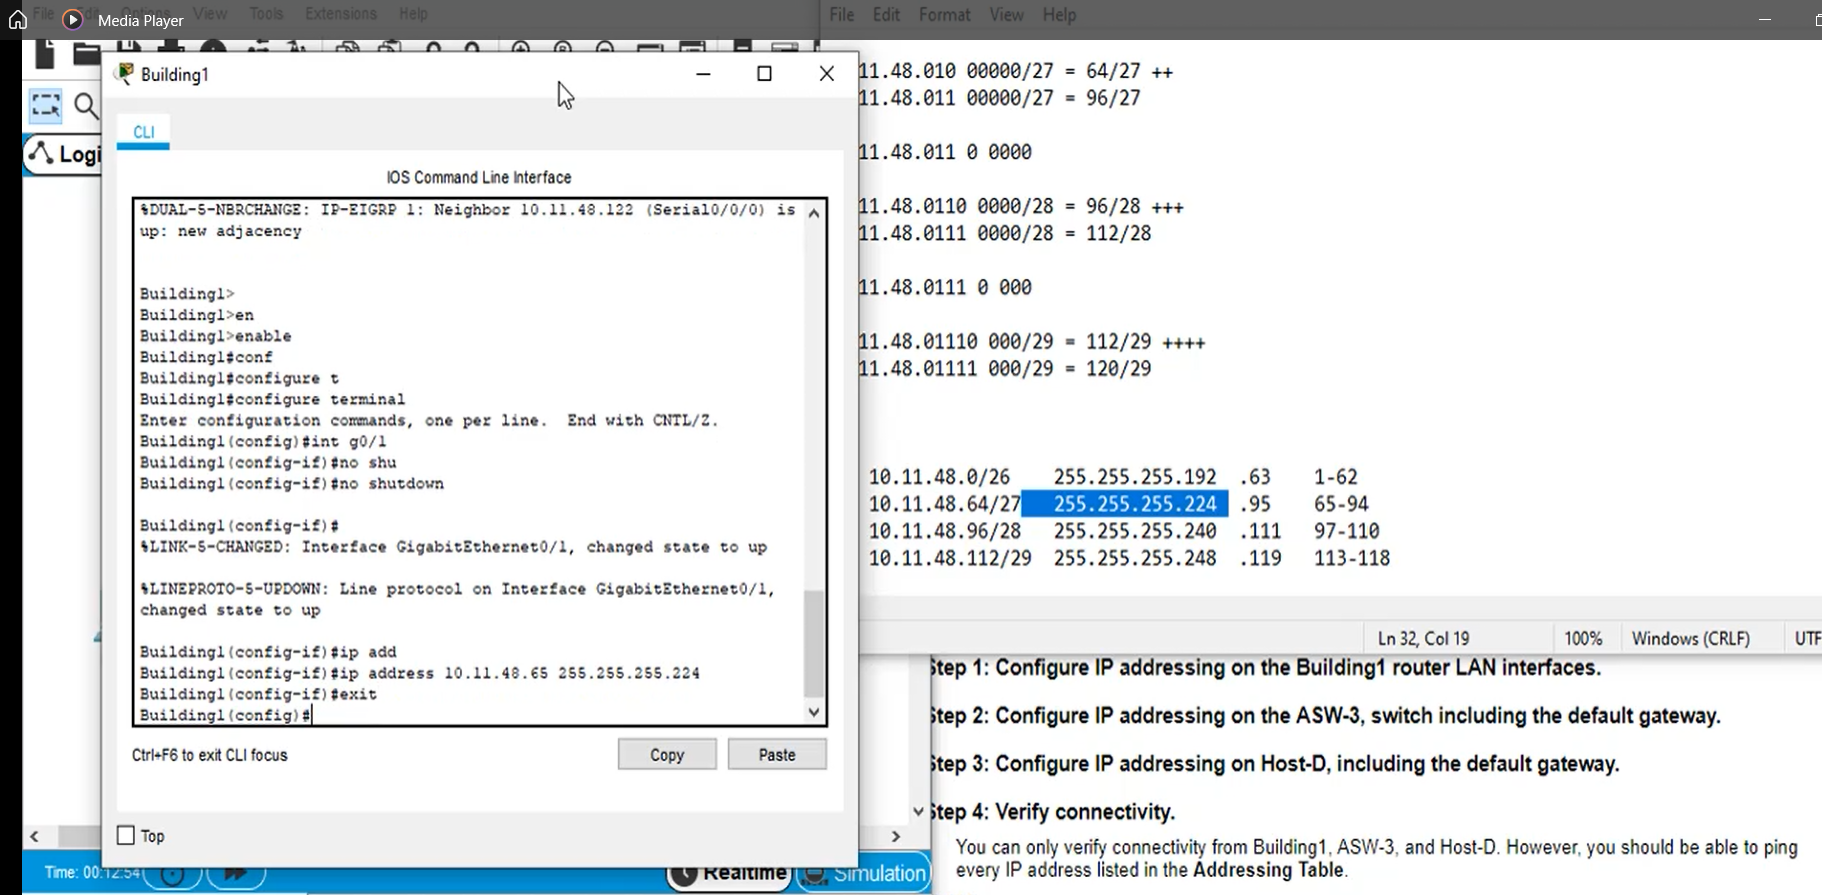 Media Player
File Edit Options View Tools Extensions Help
File Edit Format View Help
Building1
CLI
IOS Command Line Interface
%DUAL-5-NBRCHANGE: IP-EIGRP 1: Neighbor 10.11.48.122 (Serial0/0/0) is
up: new adjacency
Building1>
Building1>en
Building1>enable
Building1#conf
Building1#configure t
Building1#configure terminal
Enter configuration commands, one per line.  End with CNTL/Z.
Building1(config)#int g0/1
Building1(config-if)#no shu
Building1(config-if)#no shutdown
Building1(config-if)#
%LINK-5-CHANGED: Interface GigabitEthernet0/1, changed state to up
%LINEPROTO-5-UPDOWN: Line protocol on Interface GigabitEthernet0/1,
changed state to up
Building1(config-if)#ip add
Building1(config-if)#ip address 10.11.48.65 255.255.255.224
Building1(config-if)#exit
Building1(config)#
Ctrl+F6 to exit CLI focus
Copy
Paste
Top
Logi
Time: 00:12:54
Realtime
Simulation
11.48.010 00000/27 = 64/27 ++
11.48.011 00000/27 = 96/27
11.48.011 0 0000
11.48.0110 0000/28 = 96/28 +++
11.48.0111 0000/28 = 112/28
11.48.0111 0 000
11.48.01110 000/29 = 112/29 ++++
11.48.01111 000/29 = 120/29
10.11.48.0/26 255.255.255.192 .63 1-62
10.11.48.64/27 255.255.255.224 .95 65-94
10.11.48.96/28 255.255.255.240 .111 97-110
10.11.48.112/29 255.255.255.248 .119 113-118
Ln 32, Col 19
100%
Windows (CRLF)
UTF
Step 1: Configure IP addressing on the Building1 router LAN interfaces.
Step 2: Configure IP addressing on the ASW-3, switch including the default gateway.
Step 3: Configure IP addressing on Host-D, including the default gateway.
Step 4: Verify connectivity.
You can only verify connectivity from Building1, ASW-3, and Host-D. However, you should be able to ping
every IP address listed in the Addressing Table.